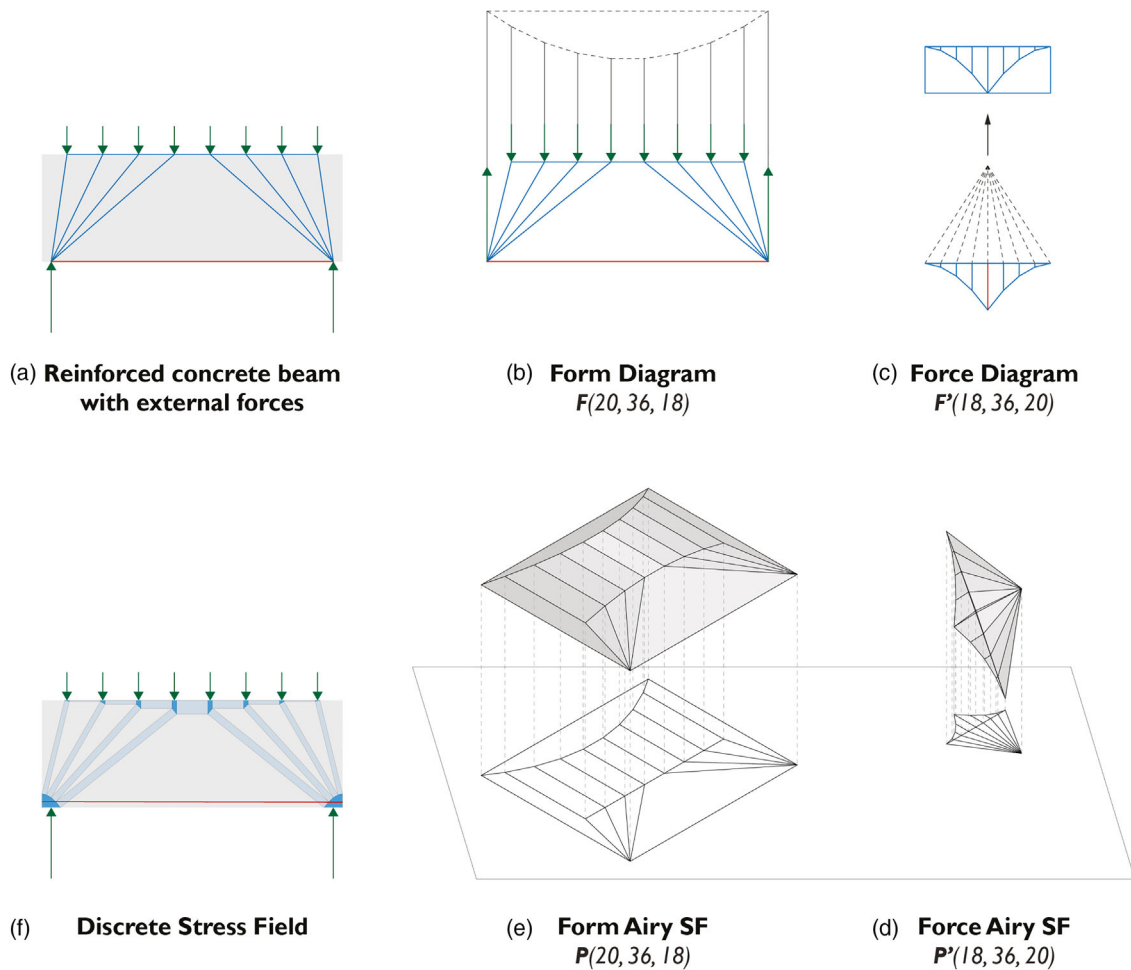 (a) Reinforced concrete beam
with external forces
(b) Form Diagram
F(20, 36, 18)
(c) Force Diagram
F’(18, 36, 20)
(f) Discrete Stress Field
(e) Form Airy SF
P(20, 36, 18)
(d) Force Airy SF
P’(18, 36, 20)